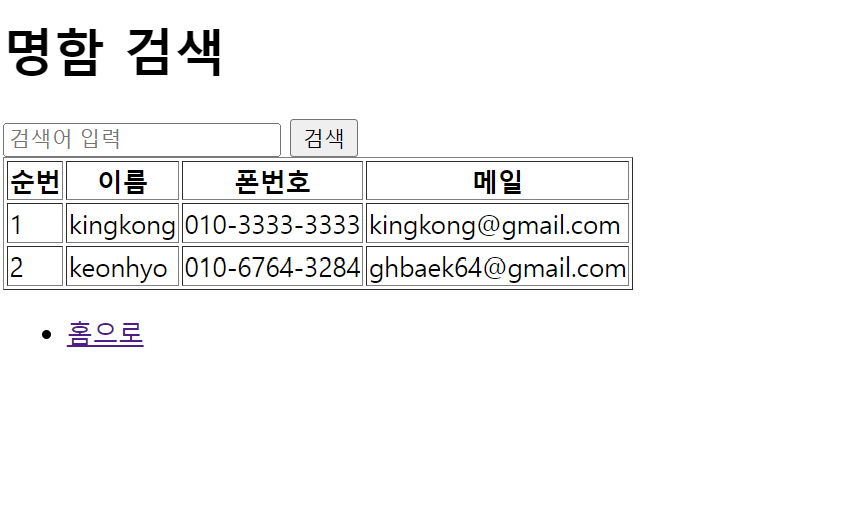 명함 검색
검색어 입력 검색
순번 이름 폰번호 메일
1 kingkong 010-3333-3333 kingkong@gmail.com
2 keonhyo 010-6764-3284 ghbaek64@gmail.com
홈으로